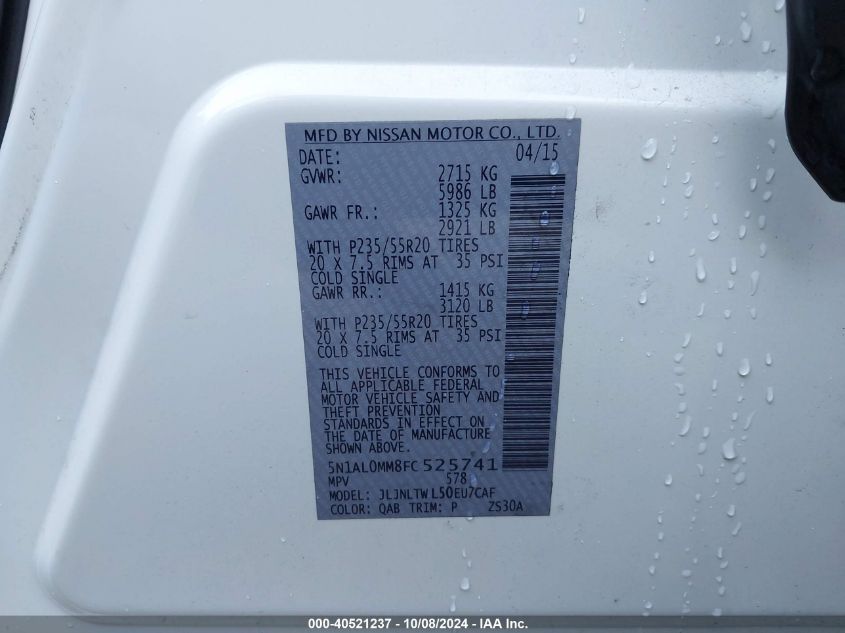 MFD BY NISSAN MOTOR CO., LTD.
DATE: 04/15
GVWR: 2715 KG
5986 LB
GAWR FR.: 1325 KG
2921 LB
WITH P235/55R20 TIRES
20 X 7.5 RIMS AT 35 PSI
COLD SINGLE
GAWR RR.: 1415 KG
3120 LB
WITH P235/55R20 TIRES
20 X 7.5 RIMS AT 35 PSI
COLD SINGLE
THIS VEHICLE CONFORMS TO
ALL APPLICABLE FEDERAL
MOTOR VEHICLE SAFETY AND
THEFT PREVENTION
STANDARDS IN EFFECT ON
THE DATE OF MANUFACTURE
SHOWN ABOVE.
5N1AL0MM8FC525741
MPV 578
MODEL: JLJNLTWL50EU7CAF
COLOR: QAB TRIM: P ZS30A
000-40521237 - 10/08/2024 - IAA Inc.